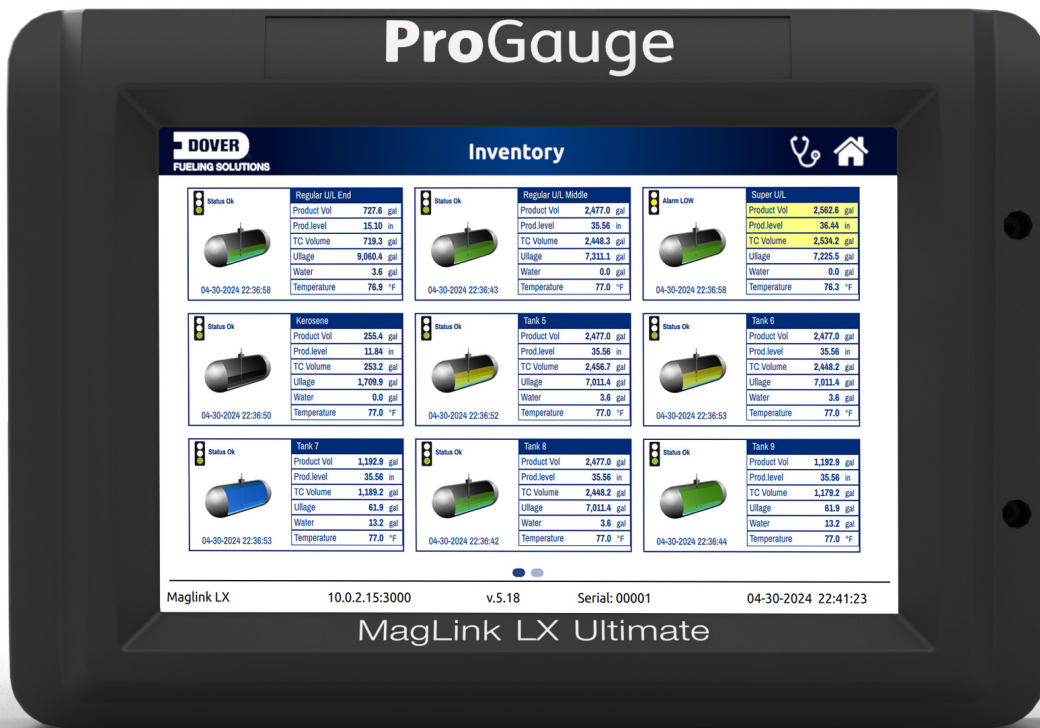 ProGauge
DOVER
FUELING SOLUTIONS
Inventory
Status Ok
Regular U/L End
Product Vol 727.6 gal
Prod.level 15.10 in
TC Volume 719.3 gal
Ullage 9,060.4 gal
Water 3.6 gal
Temperature 76.9 °F
04-30-2024 22:36:58
Status Ok
Regular U/L Middle
Product Vol 2,477.0 gal
Prod.level 35.56 in
TC Volume 2,448.3 gal
Ullage 7,311.1 gal
Water 0.0 gal
Temperature 77.0 °F
04-30-2024 22:36:43
Alarm LOW
Super U/L
Product Vol 2,562.6 gal
Prod.level 36.44 in
TC Volume 2,534.2 gal
Ullage 7,225.5 gal
Water 0.0 gal
Temperature 76.3 °F
04-30-2024 22:36:58
Status Ok
Kerosene
Product Vol 255.4 gal
Prod.level 11.84 in
TC Volume 253.2 gal
Ullage 1,709.9 gal
Water 0.0 gal
Temperature 77.0 °F
04-30-2024 22:36:50
Status Ok
Tank 5
Product Vol 2,477.0 gal
Prod.level 35.56 in
TC Volume 2,456.7 gal
Ullage 7,011.4 gal
Water 3.6 gal
Temperature 77.0 °F
04-30-2024 22:36:52
Status Ok
Tank 6
Product Vol 2,477.0 gal
Prod.level 35.56 in
TC Volume 2,448.2 gal
Ullage 7,011.4 gal
Water 3.6 gal
Temperature 77.0 °F
04-30-2024 22:36:53
Status Ok
Tank 7
Product Vol 1,192.9 gal
Prod.level 35.56 in
TC Volume 1,189.2 gal
Ullage 61.9 gal
Water 13.2 gal
Temperature 77.0 °F
04-30-2024 22:36:53
Status Ok
Tank 8
Product Vol 2,477.0 gal
Prod.level 35.56 in
TC Volume 2,448.2 gal
Ullage 7,011.4 gal
Water 3.6 gal
Temperature 77.0 °F
04-30-2024 22:36:42
Status Ok
Tank 9
Product Vol 1,192.9 gal
Prod.level 35.56 in
TC Volume 1,179.2 gal
Ullage 61.9 gal
Water 13.2 gal
Temperature 77.0 °F
04-30-2024 22:36:44
Maglink LX 10.0.2.15:3000 v.5.18 Serial: 00001 04-30-2024 22:41:23
MagLink LX Ultimate